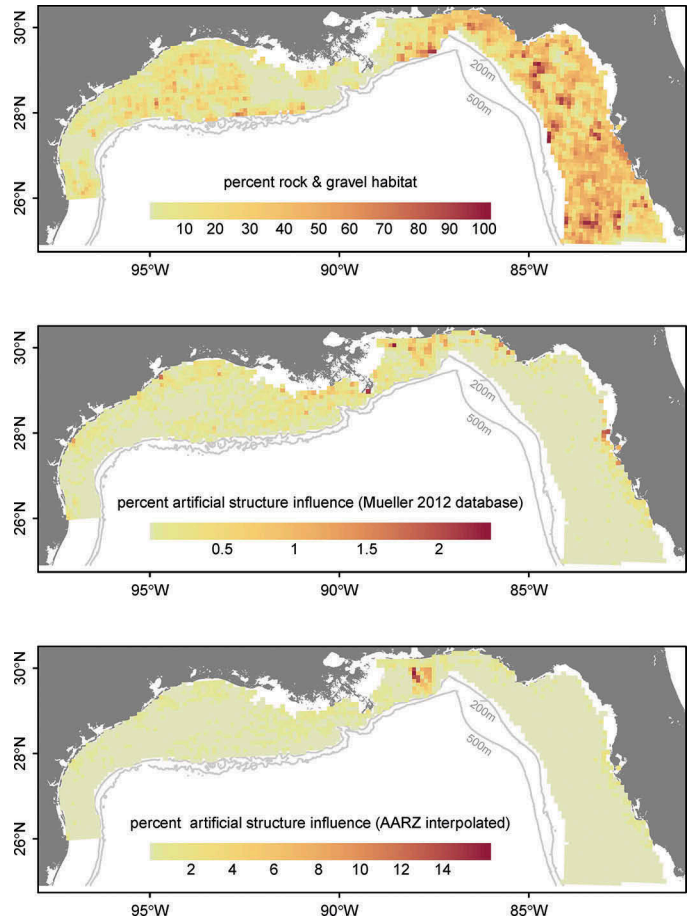 30°N
28°N
26°N
200m
500m
percent rock & gravel habitat
10 20 30 40 50 60 70 80 90 100
95°W 90°W 85°W
30°N
28°N
26°N
200m
500m
percent artificial structure influence (Mueller 2012 database)
0.5 1 1.5 2
95°W 90°W 85°W
30°N
28°N
26°N
200m
500m
percent artificial structure influence (AARZ interpolated)
2 4 6 8 10 12 14
95°W 90°W 85°W